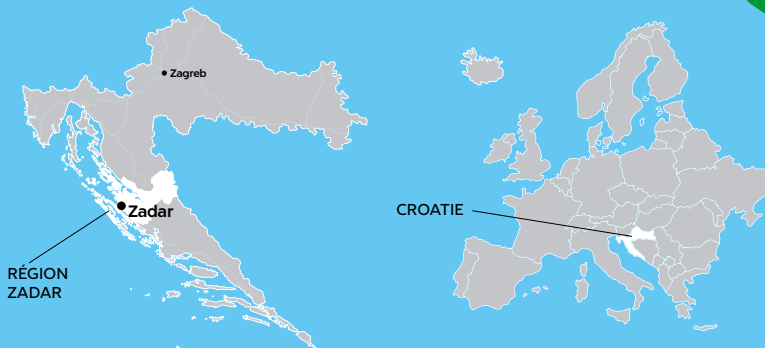 Zagreb
Zadar
RÉGION
ZADAR
CROATIE